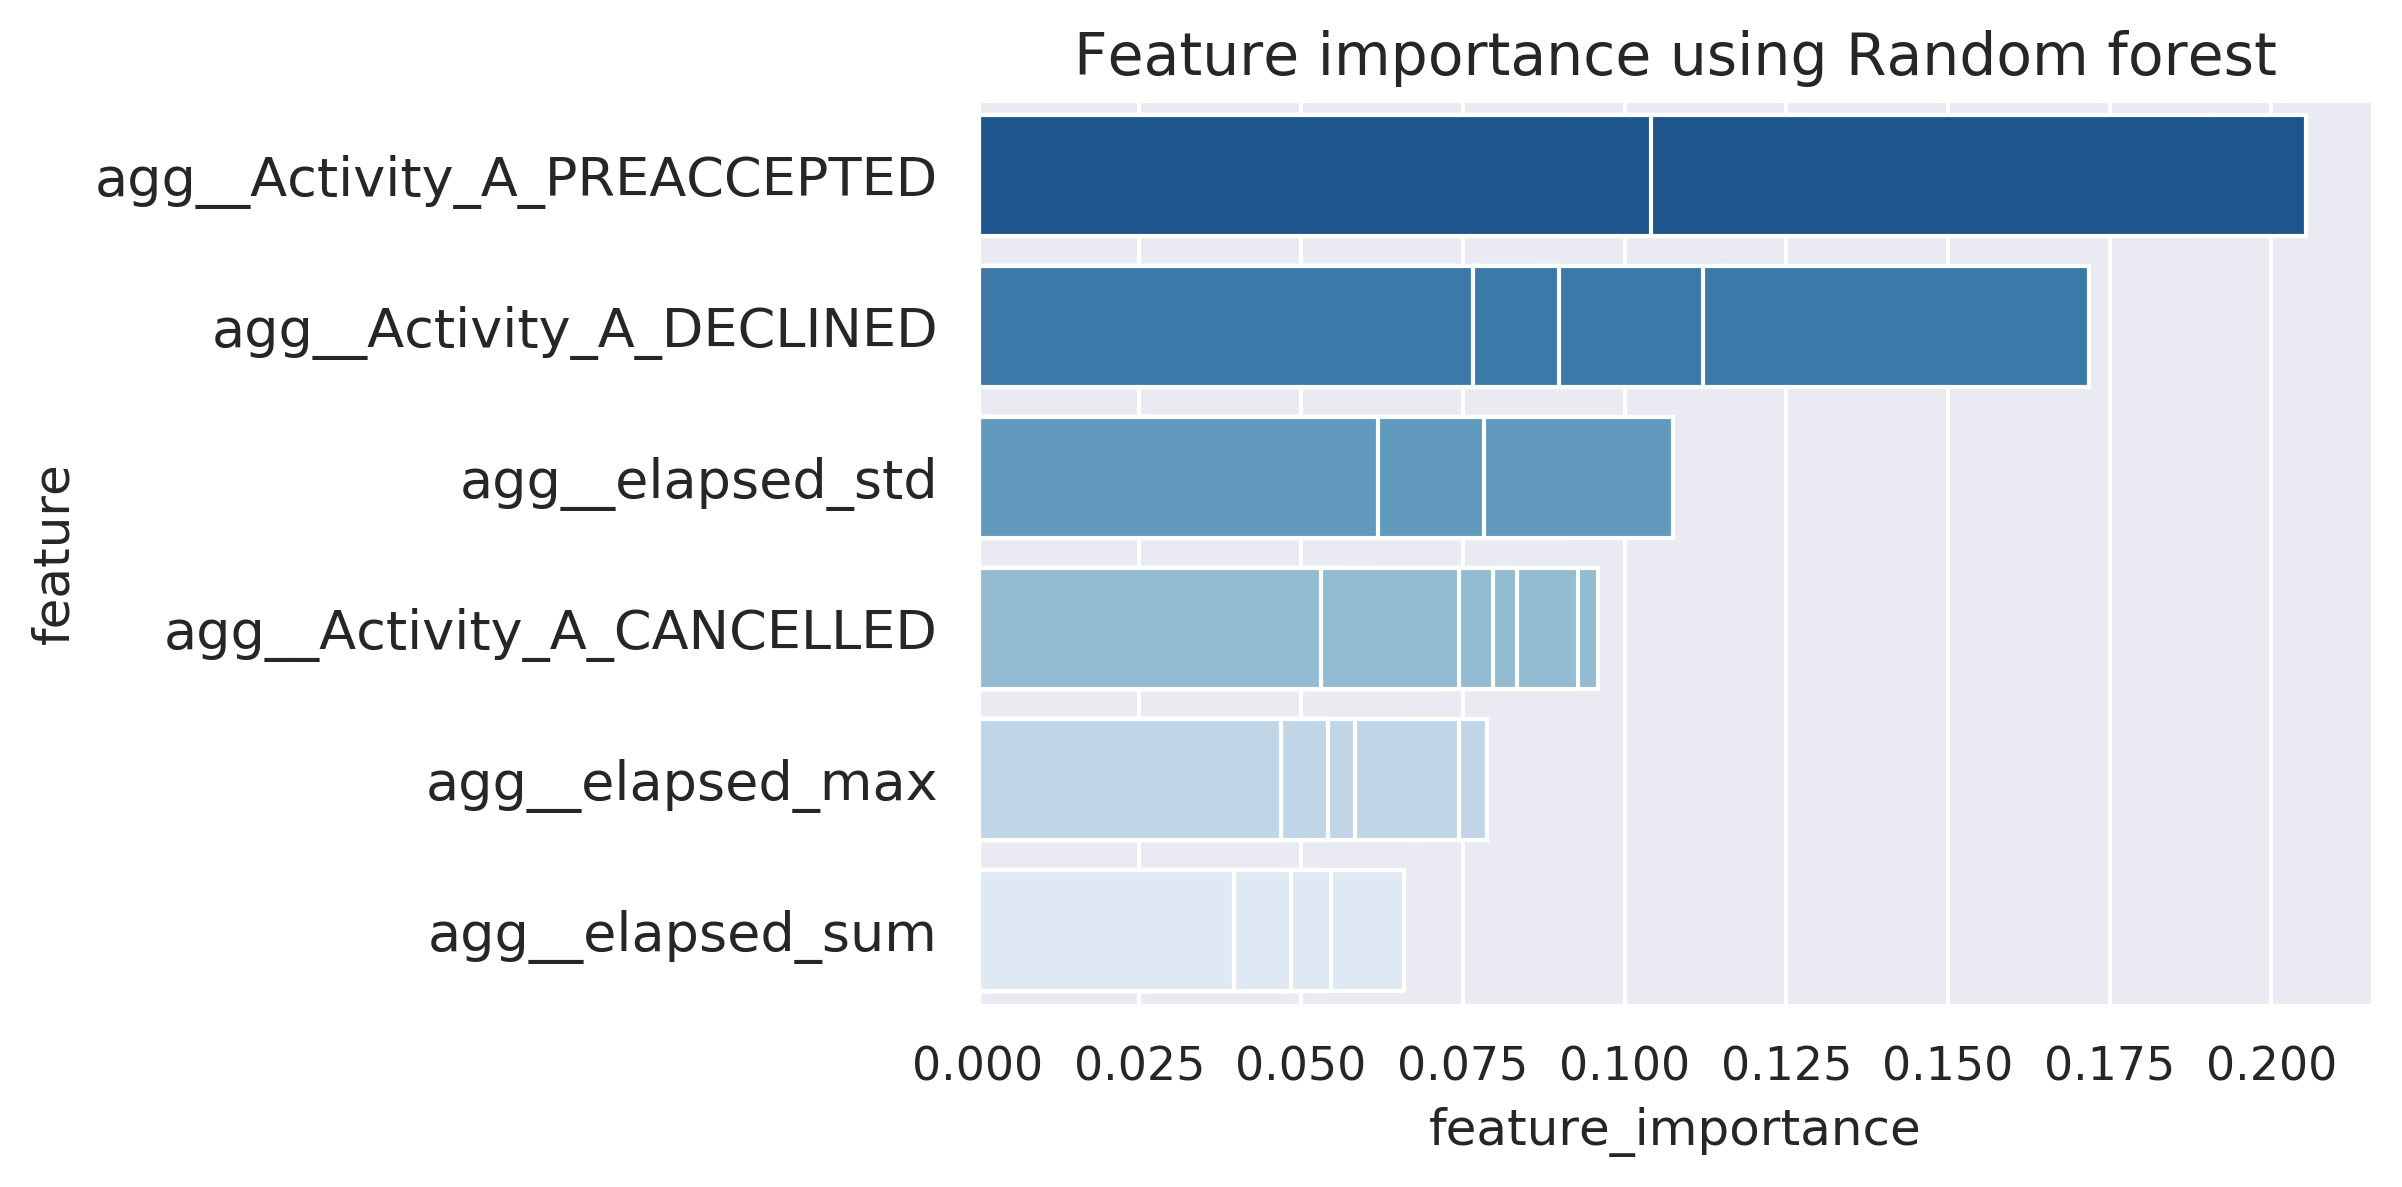 Feature importance using Random forest
agg__Activity_A_PREACCEPTED
agg__Activity_A_DECLINED
agg__elapsed_std
agg__Activity_A_CANCELLED
agg__elapsed_max
agg__elapsed_sum
feature
0.000 0.025 0.050 0.075 0.100 0.125 0.150 0.175 0.200
feature_importance